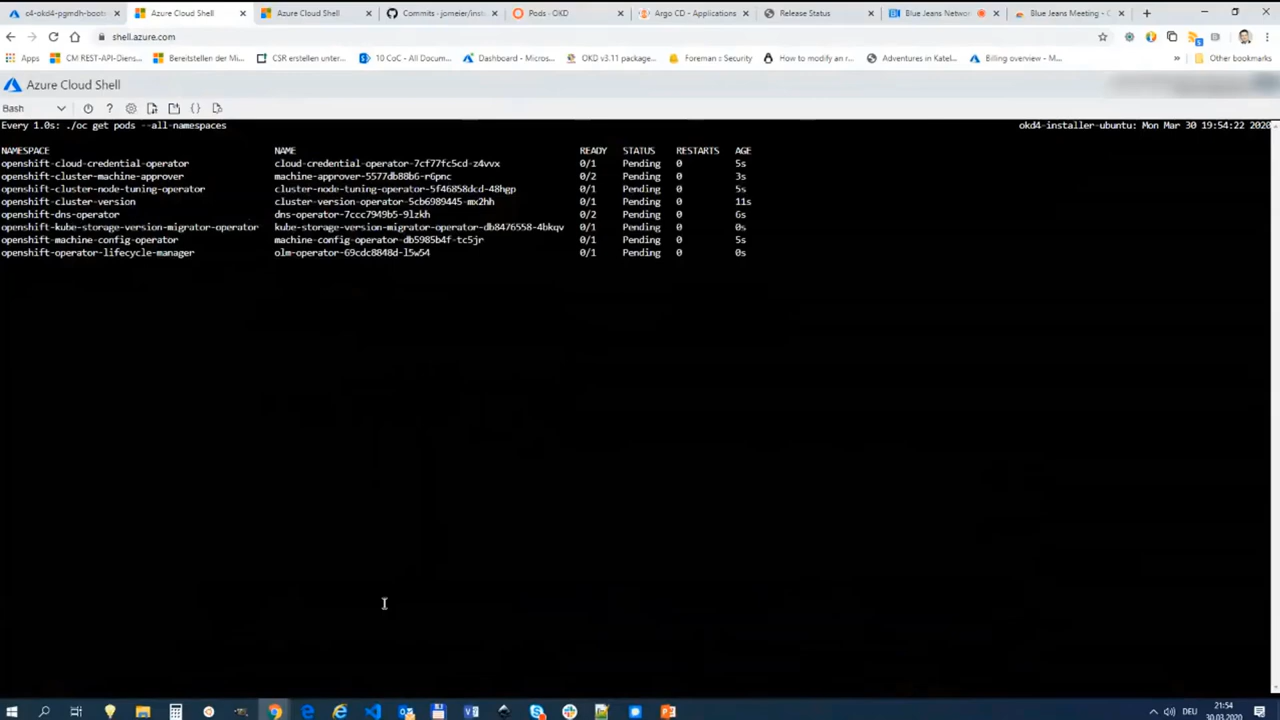 c4-okd4-pgmdh-boots
Azure Cloud Shell
Azure Cloud Shell
Commits · jomeier/inst
Pods · OKD
Argo CD - Applications
Release Status
Blue Jeans Networ
Blue Jeans Meeting - C
shell.azure.com
Apps
CM REST-API-Diens...
Bereitstellen der Mi...
CSR erstellen unter...
10 CoC - All Docum...
Dashboard - Micros...
OKD v3.11 package...
Foreman :: Security
How to modify an r...
Adventures in Katel...
Billing overview - M...
»
Other bookmarks
Azure Cloud Shell
Bash
Every 1.0s: ./oc get pods --all-namespaces okd4-installer-ubuntu: Mon Mar 30 19:54:22 2020
NAMESPACE NAME READY STATUS RESTARTS AGE
openshift-cloud-credential-operator cloud-credential-operator-7cf77fc5cd-z4vvx 0/1 Pending 0 5s
openshift-cluster-machine-approver machine-approver-5577db88b6-r6pnc 0/2 Pending 0 3s
openshift-cluster-node-tuning-operator cluster-node-tuning-operator-5f46858dcd-48hgp 0/1 Pending 0 5s
openshift-cluster-version cluster-version-operator-5cb6989445-mx2hh 0/1 Pending 0 11s
openshift-dns-operator dns-operator-7ccc7949b5-9lzkh 0/2 Pending 0 6s
openshift-kube-storage-version-migrator-operator kube-storage-version-migrator-operator-db8476558-4bkqv 0/1 Pending 0 0s
openshift-machine-config-operator machine-config-operator-db5985b4f-tc5jr 0/1 Pending 0 5s
openshift-operator-lifecycle-manager olm-operator-69cdc8848d-l5w54 0/1 Pending 0 0s
DEU
21:54
30.03.2020